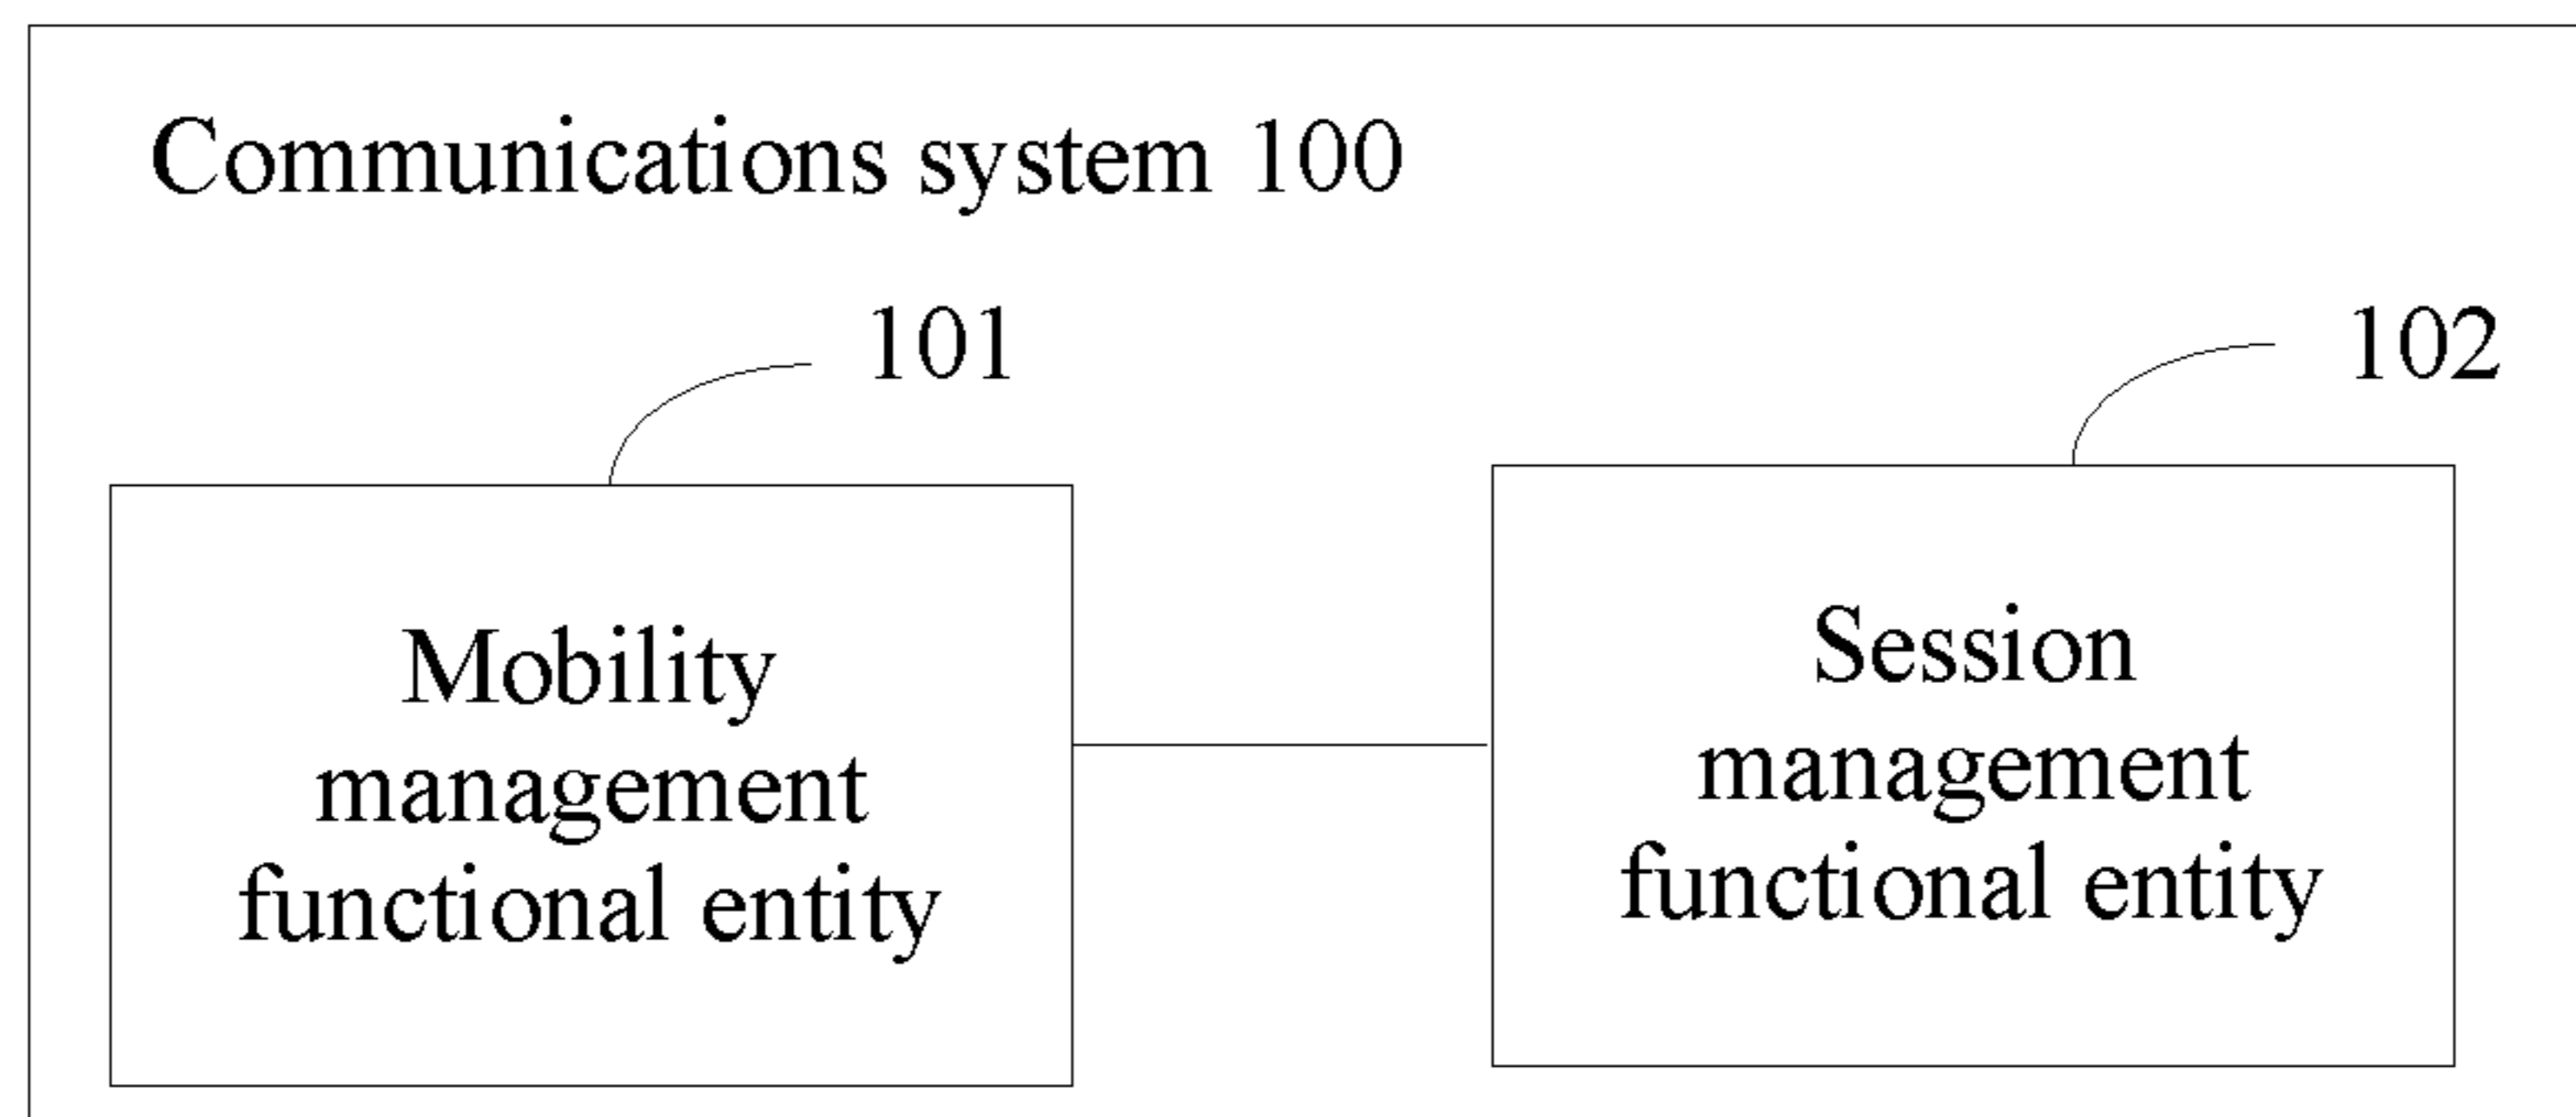 Communications system 100
101
102
Mobility
management
functional entity
Session
management
functional entity